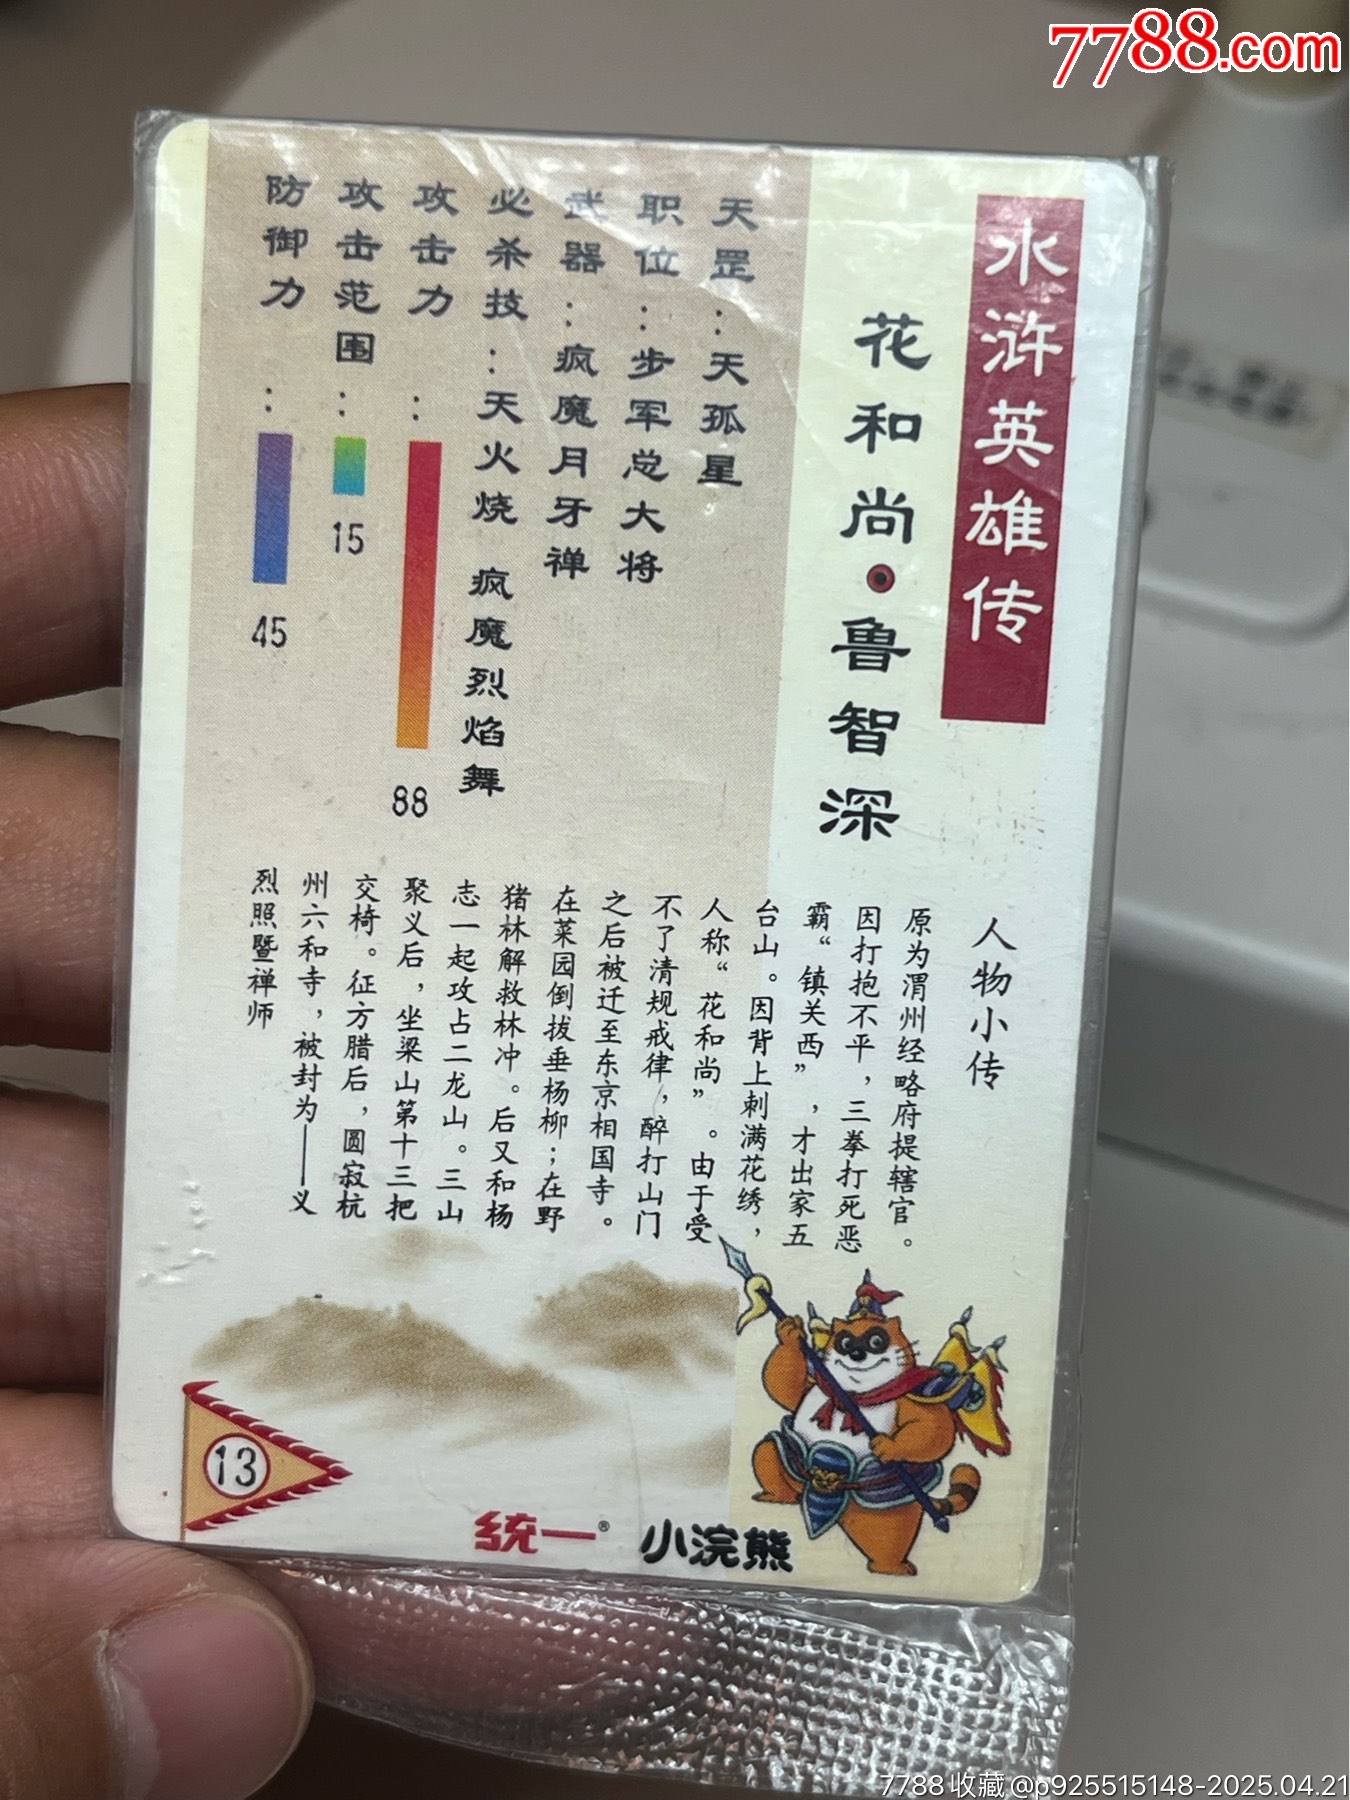 7788.com
水浒英雄传
花和尚·鲁智深
天罡：天孤星
职位：步军总大将
武器：疯魔月牙禅
必杀技：天火烧 疯魔烈焰舞
攻击力：
88
攻击范围：
15
防御力：
45
人物小传
原为渭州经略府提辖官。
因打抱不平，三拳打死恶
霸“镇关西”，才出家五
台山。因背上刺满花绣，
人称“花和尚”。由于受
不了清规戒律，醉打山门
之后被迁至东京相国寺。
在菜园倒拔垂杨柳；在野
猪林解救林冲。后又和杨
志一起攻占二龙山。三山
聚义后，坐梁山第十三把
交椅。征方腊后，圆寂杭
州六和寺，被封为——义
烈照暨禅师
13
统一® 小浣熊
7788收藏@p925515148-2025.04.21